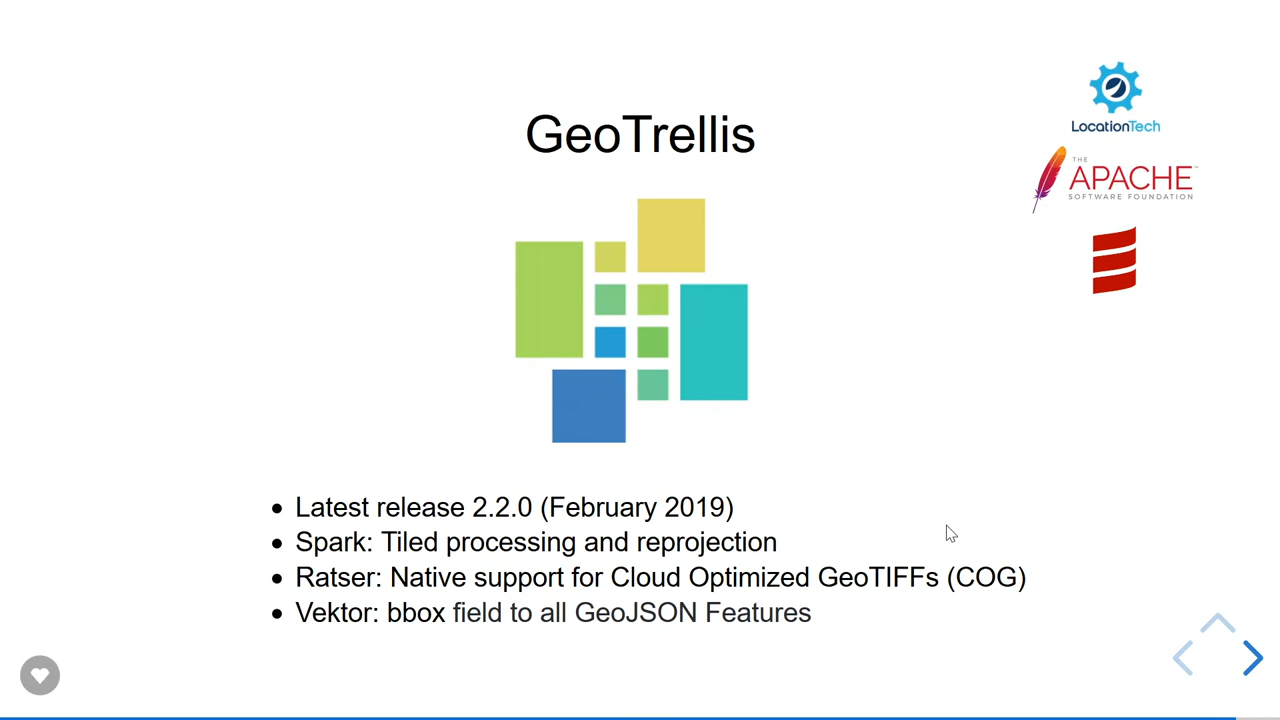 GeoTrellis
LocationTech
THE
APACHE
SOFTWARE FOUNDATION
Latest release 2.2.0 (February 2019)
Spark: Tiled processing and reprojection
Ratser: Native support for Cloud Optimized GeoTIFFs (COG)
Vektor: bbox field to all GeoJSON Features